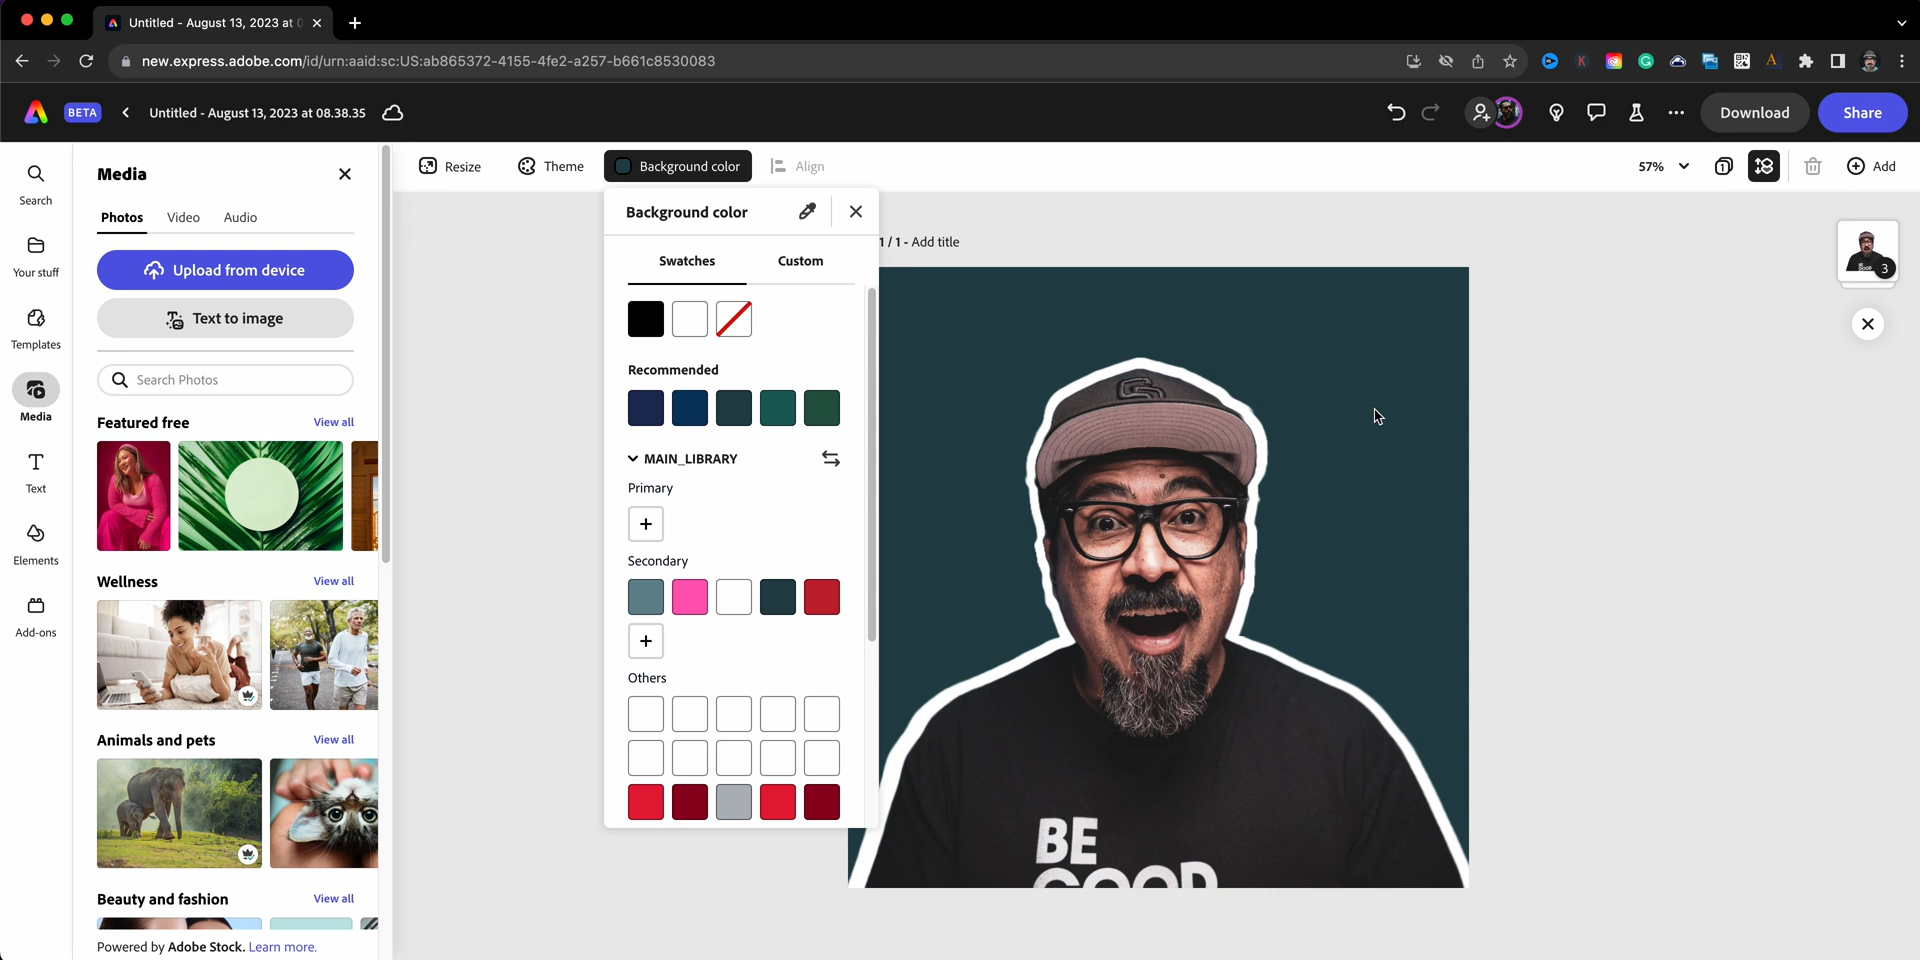 Untitled - August 13, 2023 at 0
new.express.adobe.com/id/urn:aaid:sc:US:ab865372-4155-4fe2-a257-b661c8530083
BETA
Untitled - August 13, 2023 at 08.38.35
Download
Share
Search
Your stuff
Templates
Media
Text
Elements
Add-ons
Media
Photos
Video
Audio
Upload from device
Text to image
Search Photos
Featured free
View all
Wellness
View all
Animals and pets
View all
Beauty and fashion
View all
Powered by Adobe Stock. Learn more.
Resize
Theme
Background color
Align
57%
1
Add
Background color
Swatches
Custom
Recommended
MAIN_LIBRARY
Primary
Secondary
Others
1 / 1 - Add title
BE
GOOD
3